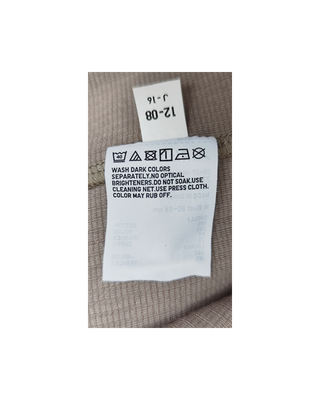 12-08
J-16
40
WASH DARK COLORS
SEPARATELY.NO OPTICAL
BRIGHTENERS.DO NOT SOAK.USE
CLEANING NET.USE PRESS CLOTH.
COLOR MAY RUB OFF.